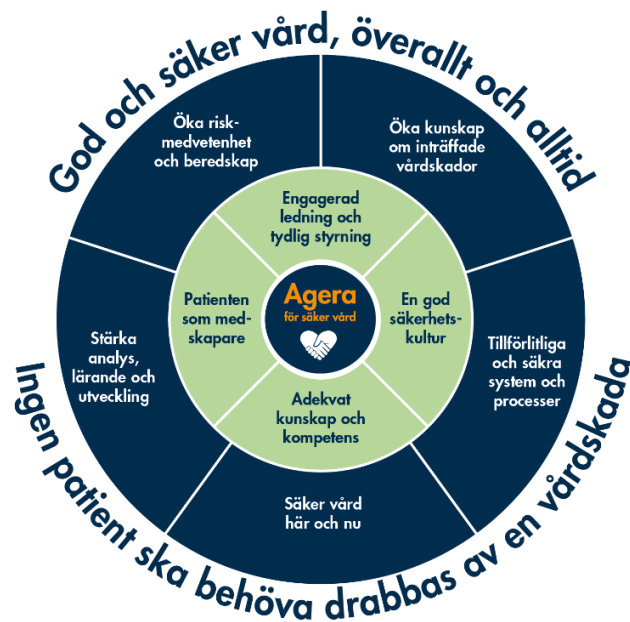 God och säker vård, överallt och alltid
Öka risk-
medvetenhet
och beredskap
Öka kunskap
om inträffade
vårdskador
Engagerad
ledning och
tydlig styrning
Patienten
som med-
skapare
Agera
för säker vård
En god
säkerhets-
kultur
Stärka
analys,
lärande och
utveckling
Tillförlitliga
och säkra
system och
processer
Adekvat
kunskap och
kompetens
Säker vård
här och nu
Ingen patient ska behöva drabbas av en vårdskada